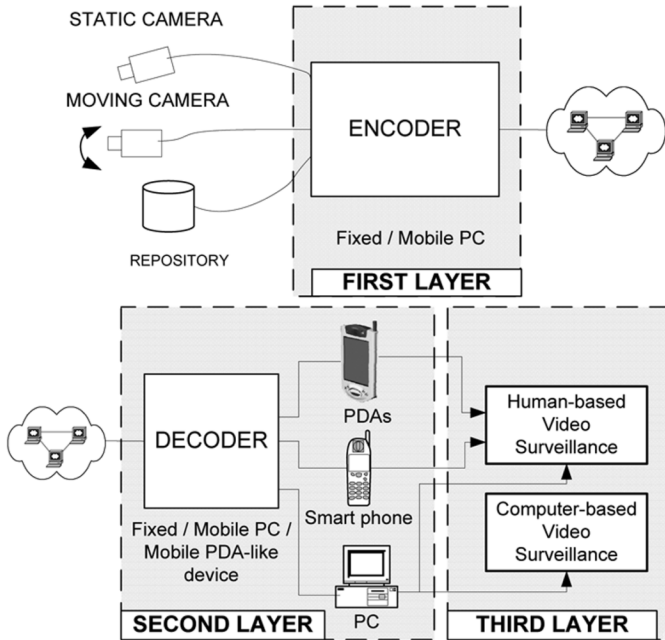 STATIC CAMERA
MOVING CAMERA
REPOSITORY
ENCODER
Fixed / Mobile PC
FIRST LAYER
DECODER
Fixed / Mobile PC /
Mobile PDA-like
device
PDAs
Smart phone
PC
SECOND LAYER
Human-based
Video
Surveillance
Computer-based
Video
Surveillance
THIRD LAYER